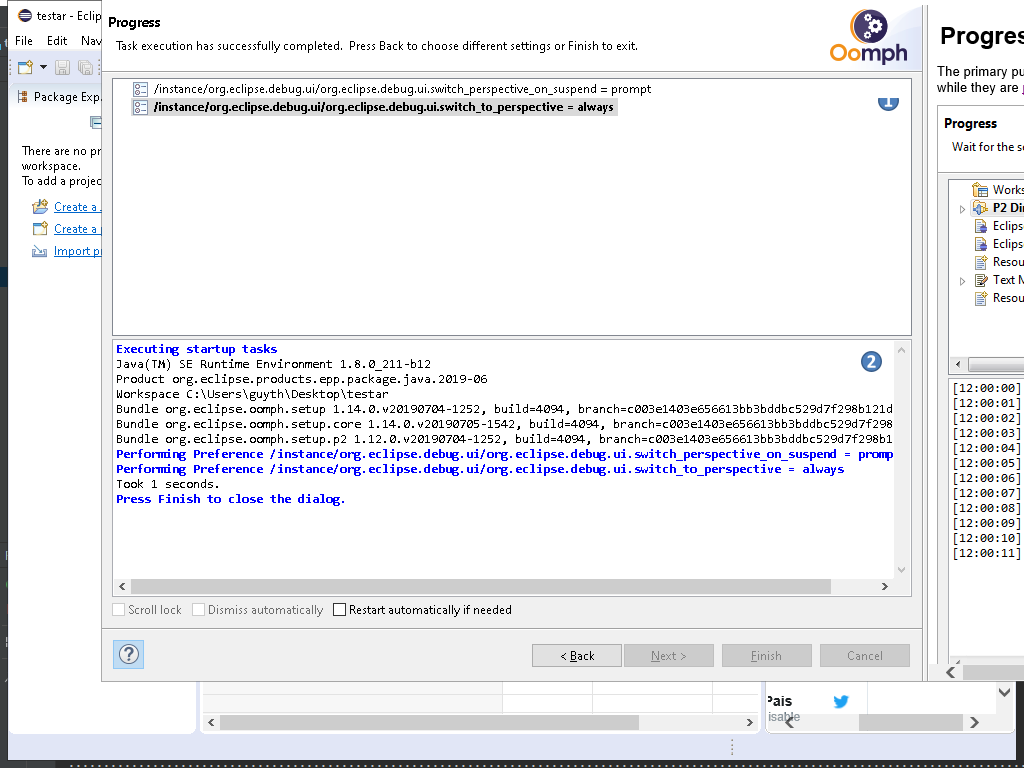 testar - Eclip
File Edit Nav
Package Exp
There are no pr
workspace.
To add a projec
Create a
Create a
Import p
Progress
Task execution has successfully completed. Press Back to choose different settings or Finish to exit.
Oomph
/instance/org.eclipse.debug.ui/org.eclipse.debug.ui.switch_perspective_on_suspend = prompt
/instance/org.eclipse.debug.ui/org.eclipse.debug.ui.switch_to_perspective = always
1
Executing startup tasks
Java(TM) SE Runtime Environment 1.8.0_211-b12
Product org.eclipse.products.epp.package.java.2019-06
Workspace C:\Users\guyth\Desktop\testar
Bundle org.eclipse.oomph.setup 1.14.0.v20190704-1252, build=4094, branch=c003e1403e656613bb3bddbc529d7f298b121d
Bundle org.eclipse.oomph.setup.core 1.14.0.v20190705-1542, build=4094, branch=c003e1403e656613bb3bddbc529d7f298
Bundle org.eclipse.oomph.setup.p2 1.12.0.v20190704-1252, build=4094, branch=c003e1403e656613bb3bddbc529d7f298b1
Performing Preference /instance/org.eclipse.debug.ui/org.eclipse.debug.ui.switch_perspective_on_suspend = promp
Performing Preference /instance/org.eclipse.debug.ui/org.eclipse.debug.ui.switch_to_perspective = always
Took 1 seconds.
Press Finish to close the dialog.
2
Scroll lock Dismiss automatically Restart automatically if needed
? < Back Next > Finish Cancel
Progres
The primary pu
while they are
Progress
Wait for the s
Works
P2 Di
Eclips
Eclips
Resou
Text M
Resou
[12:00:00]
[12:00:01]
[12:00:02]
[12:00:03]
[12:00:04]
[12:00:05]
[12:00:06]
[12:00:07]
[12:00:08]
[12:00:09]
[12:00:10]
[12:00:11]
Pais
isable